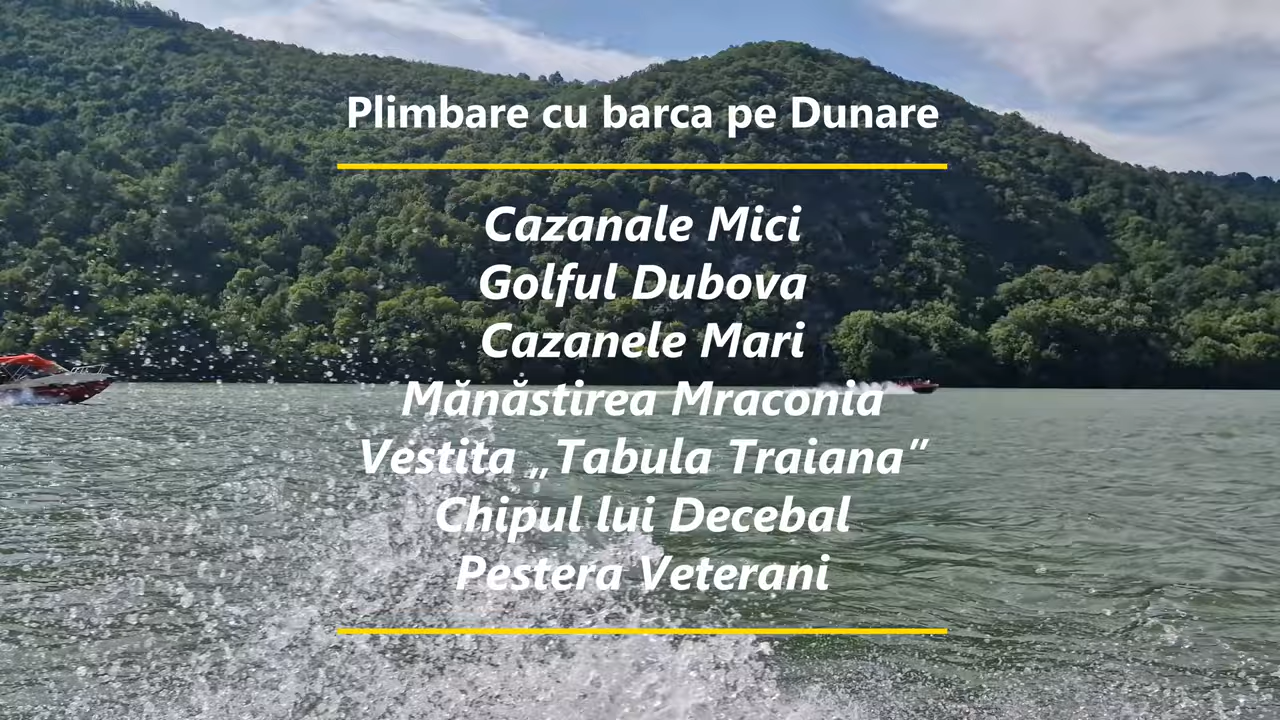 Plimbare cu barca pe Dunare
Cazanale Mici
Golful Dubova
Cazanele Mari
Mănăstirea Mraconia
Vestita „Tabula Traiana”
Chipul lui Decebal
Pestera Veterani